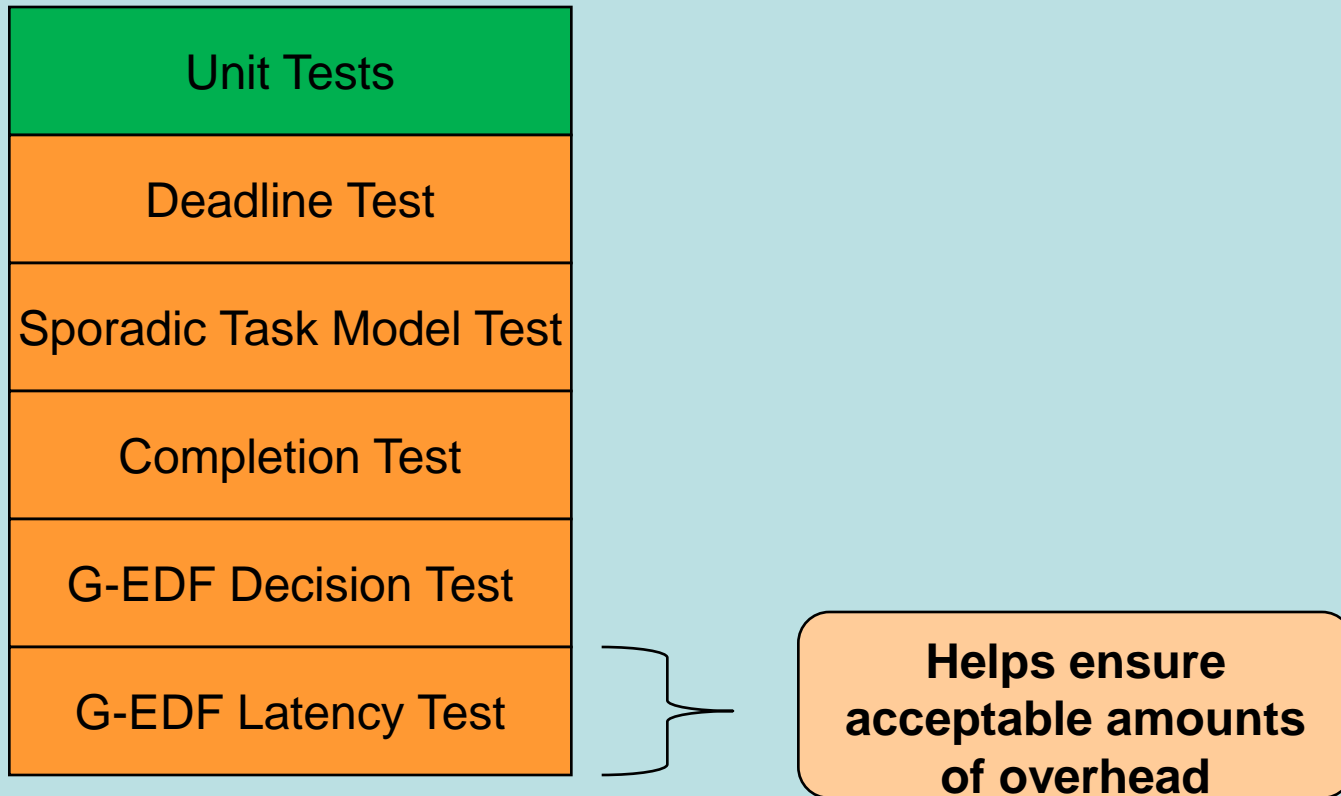 Unit Tests
Deadline Test
Sporadic Task Model Test
Completion Test
G-EDF Decision Test
G-EDF Latency Test
Helps ensure
acceptable amounts
of overhead